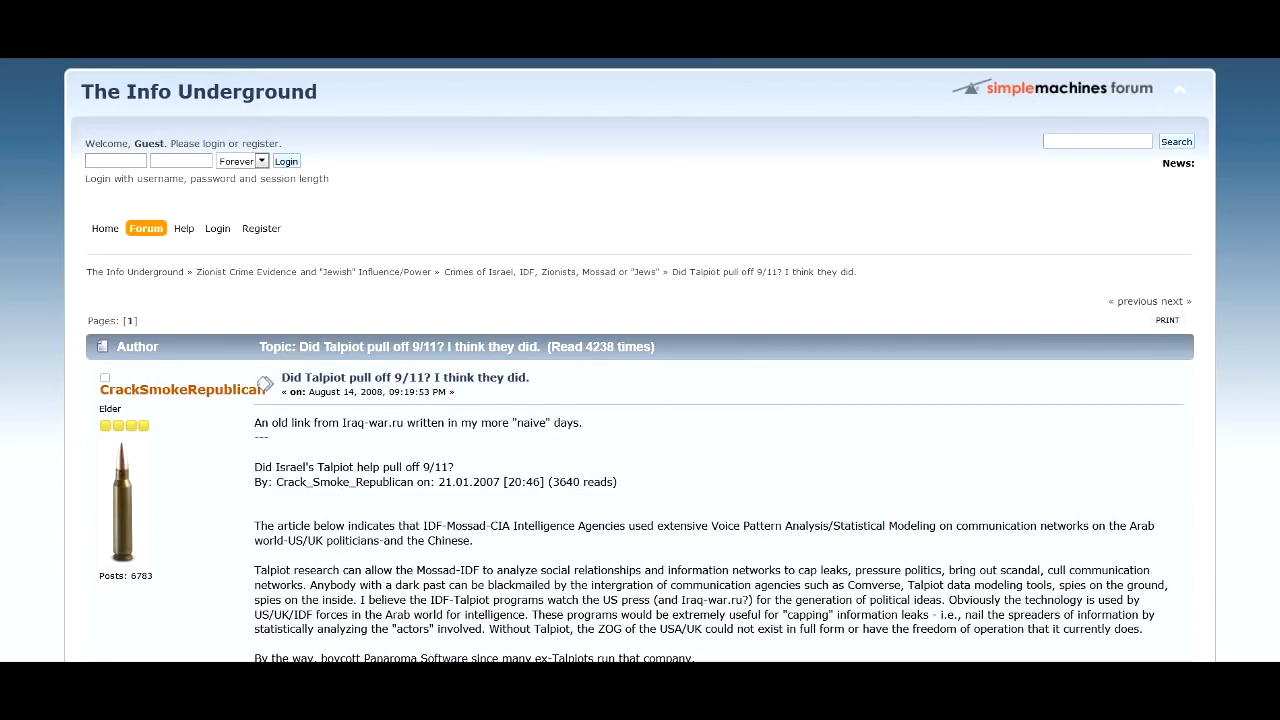 The Info Underground
simplemachines forum
Welcome, Guest. Please login or register.
Forever Login
Search
News:
Login with username, password and session length
Home Forum Help Login Register
The Info Underground » Zionist Crime Evidence and "Jewish" Influence/Power » Crimes of Israel, IDF, Zionists, Mossad or "Jews" » Did Talpiot pull off 9/11? I think they did.
« previous next »
Pages: [1]
PRINT
Author Topic: Did Talpiot pull off 9/11? I think they did. (Read 4238 times)
CrackSmokeRepublican
Elder
Posts: 6783
Did Talpiot pull off 9/11? I think they did.
« on: August 14, 2008, 09:19:53 PM »
An old link from Iraq-war.ru written in my more "naive" days.
---
Did Israel's Talpiot help pull off 9/11?
By: Crack_Smoke_Republican on: 21.01.2007 [20:46] (3640 reads)
The article below indicates that IDF-Mossad-CIA Intelligence Agencies used extensive Voice Pattern Analysis/Statistical Modeling on communication networks on the Arab
world-US/UK politicians-and the Chinese.
Talpiot research can allow the Mossad-IDF to analyze social relationships and information networks to cap leaks, pressure politics, bring out scandal, cull communication
networks. Anybody with a dark past can be blackmailed by the intergration of communication agencies such as Comverse, Talpiot data modeling tools, spies on the ground,
spies on the inside. I believe the IDF-Talpiot programs watch the US press (and Iraq-war.ru?) for the generation of political ideas. Obviously the technology is used by
US/UK/IDF forces in the Arab world for intelligence. These programs would be extremely useful for "capping" information leaks - i.e., nail the spreaders of information by
statistically analyzing the "actors" involved. Without Talpiot, the ZOG of the USA/UK could not exist in full form or have the freedom of operation that it currently does.
By the way, boycott Panaroma Software since many ex-Talpiots run that company.